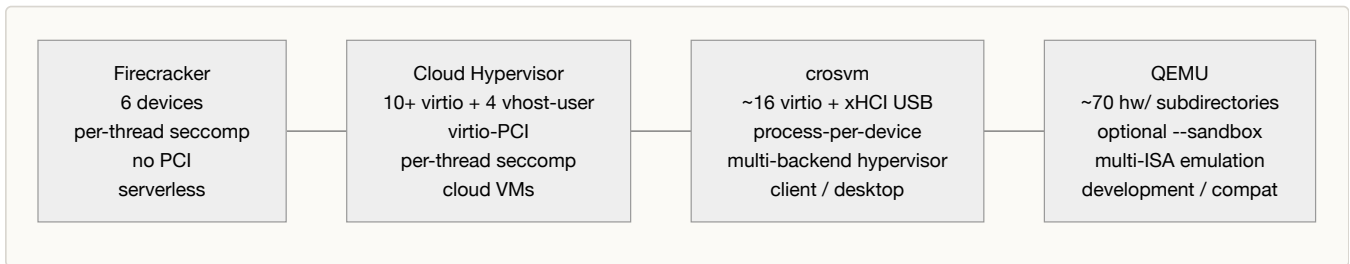 Firecracker
6 devices
per-thread seccomp
no PCI
serverless
Cloud Hypervisor
10+ virtio + 4 vhost-user
virtio-PCI
per-thread seccomp
cloud VMs
crosvm
~16 virtio + xHCI USB
process-per-device
multi-backend hypervisor
client / desktop
QEMU
~70 hw/ subdirectories
optional --sandbox
multi-ISA emulation
development / compat